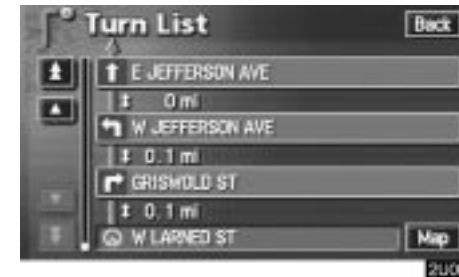 Turn List Back
E JEFFERSON AVE
0 mi
W JEFFERSON AVE
0.1 mi
GRISWOLD ST
0.1 mi
W LARNED ST Map
2U0